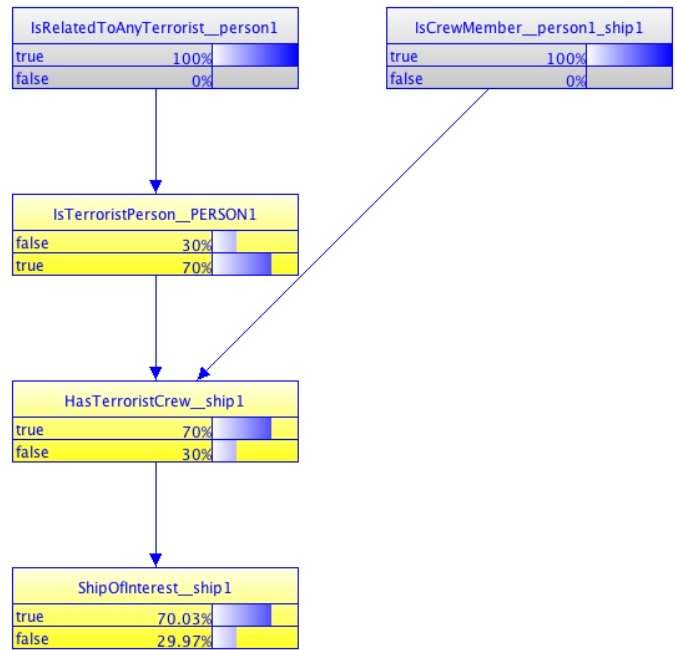 IsRelatedToAnyTerrorist__person1
true 100%
false 0%
IsCrewMember__person1_ship1
true 100%
false 0%
IsTerroristPerson__PERSON1
false 30%
true 70%
HasTerroristCrew__ship1
true 70%
false 30%
ShipOfInterest__ship1
true 70.03%
false 29.97%